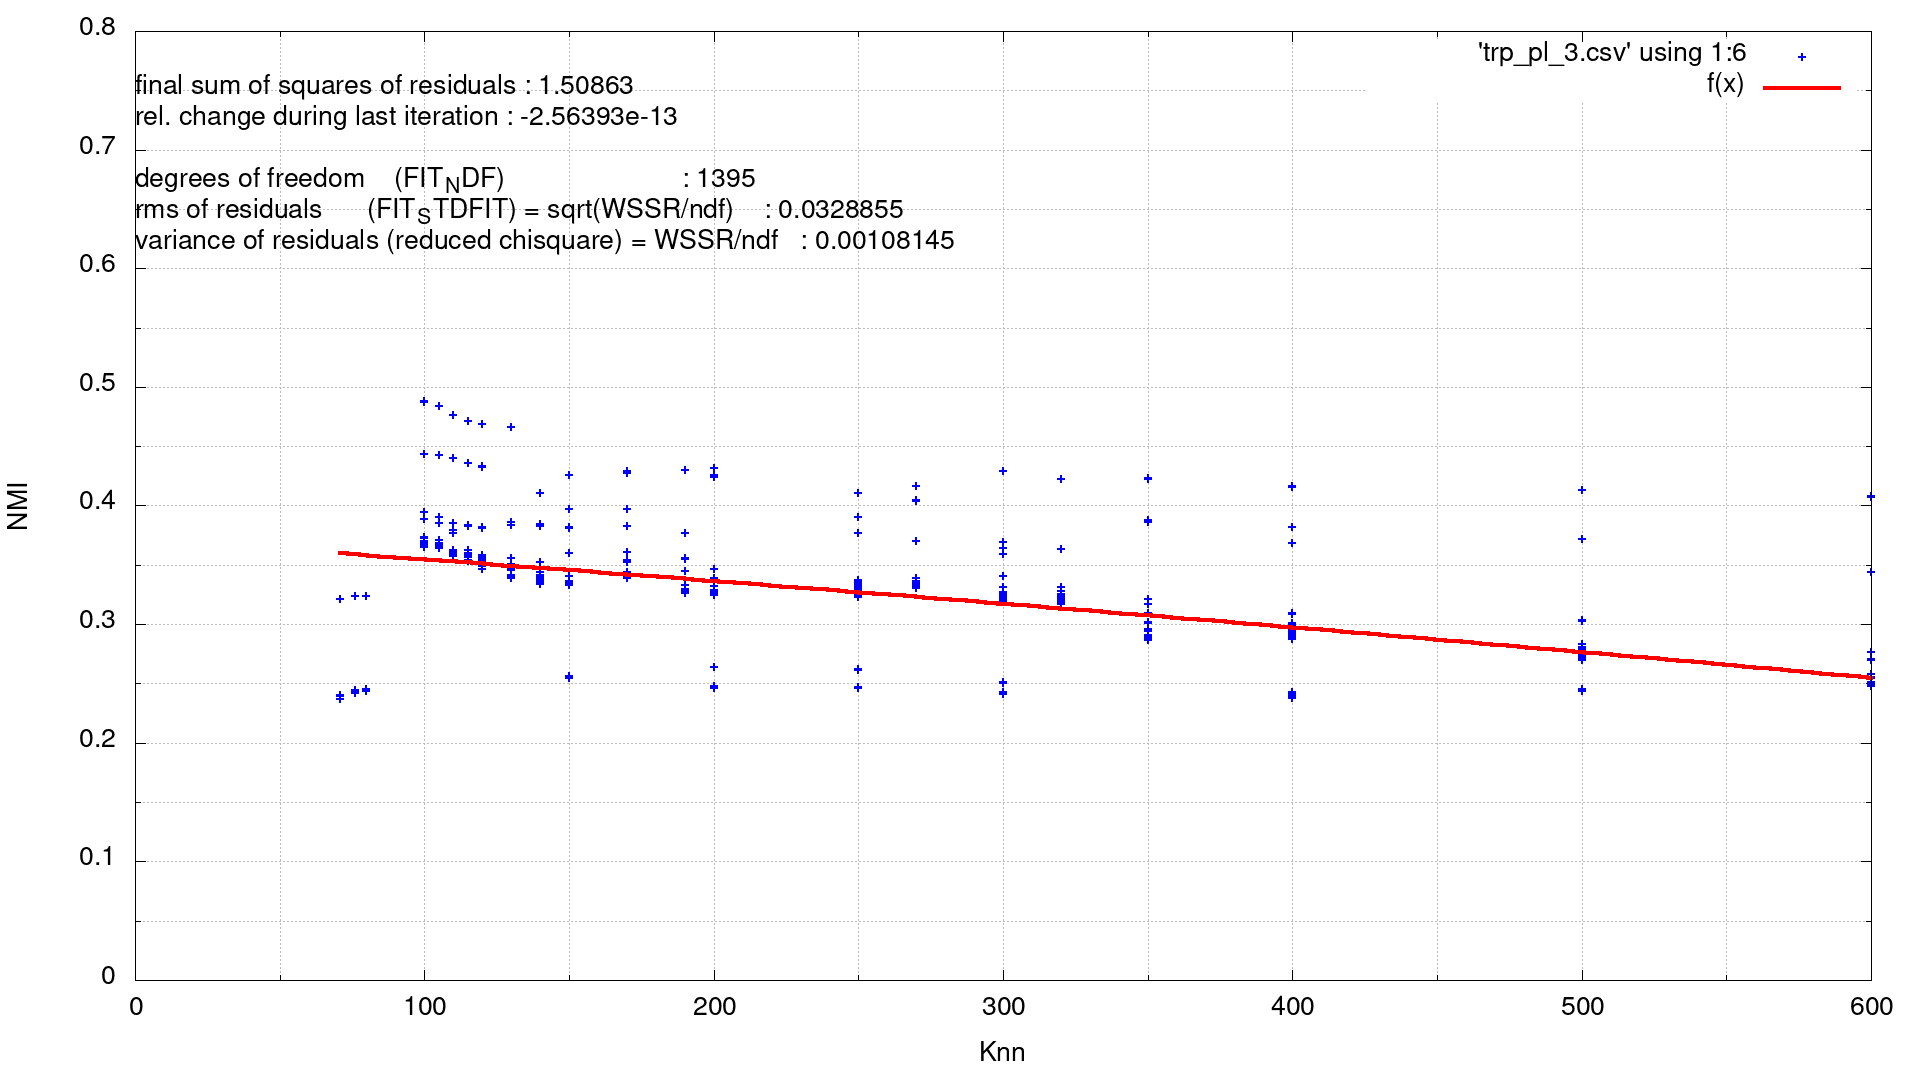 'trp_pl_3.csv' using 1:6
f(x)
final sum of squares of residuals : 1.50863
rel. change during last iteration : -2.56393e-13
degrees of freedom (FIT_NDF) : 1395
rms of residuals (FIT_STDFIT) = sqrt(WSSR/ndf) : 0.0328855
variance of residuals (reduced chisquare) = WSSR/ndf : 0.00108145
0.8
0.7
0.6
0.5
0.4
0.3
0.2
0.1
0
NMI
0 100 200 300 400 500 600
Knn